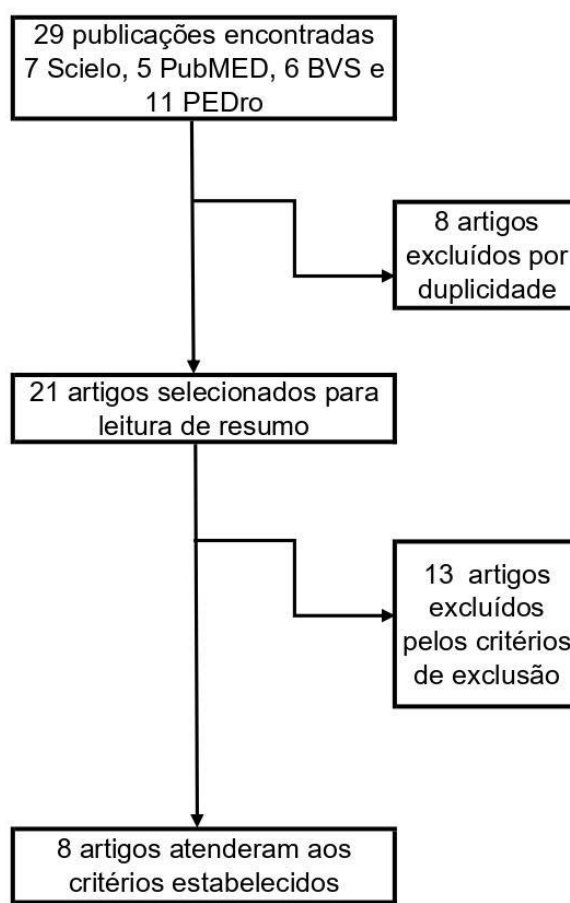 29 publicações encontradas
7 Scielo, 5 PubMED, 6 BVS e
11 PEDro
8 artigos
excluídos por
duplicidade
21 artigos selecionados para
leitura de resumo
13 artigos
excluídos
pelos critérios
de exclusão
8 artigos atenderam aos
critérios estabelecidos